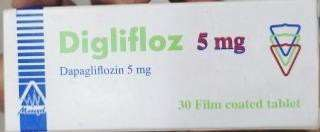 Diglifloz 5 mg
Dapagliflozin 5 mg
30 Film coated tablet